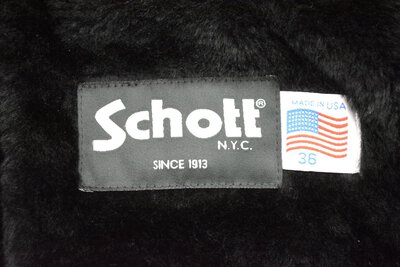 Schott®
N.Y.C.
SINCE 1913
MADE IN USA
36